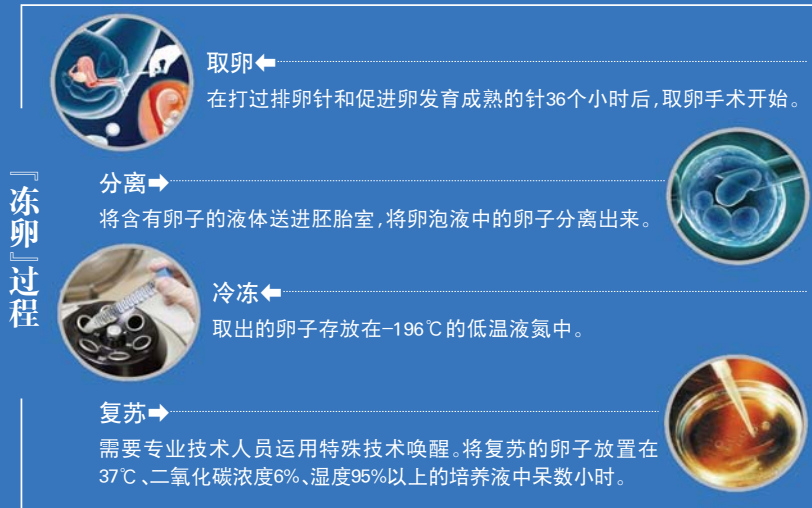 『冻卵』过程
取卵
在打过排卵针和促进卵发育成熟的针36个小时后,取卵手术开始。
分离
将含有卵子的液体送进胚胎室,将卵泡液中的卵子分离出来。
冷冻
取出的卵子存放在-196℃的低温液氮中。
复苏
需要专业技术人员运用特殊技术唤醒。将复苏的卵子放置在
37℃、二氧化碳浓度6%、湿度95%以上的培养液中呆数小时。